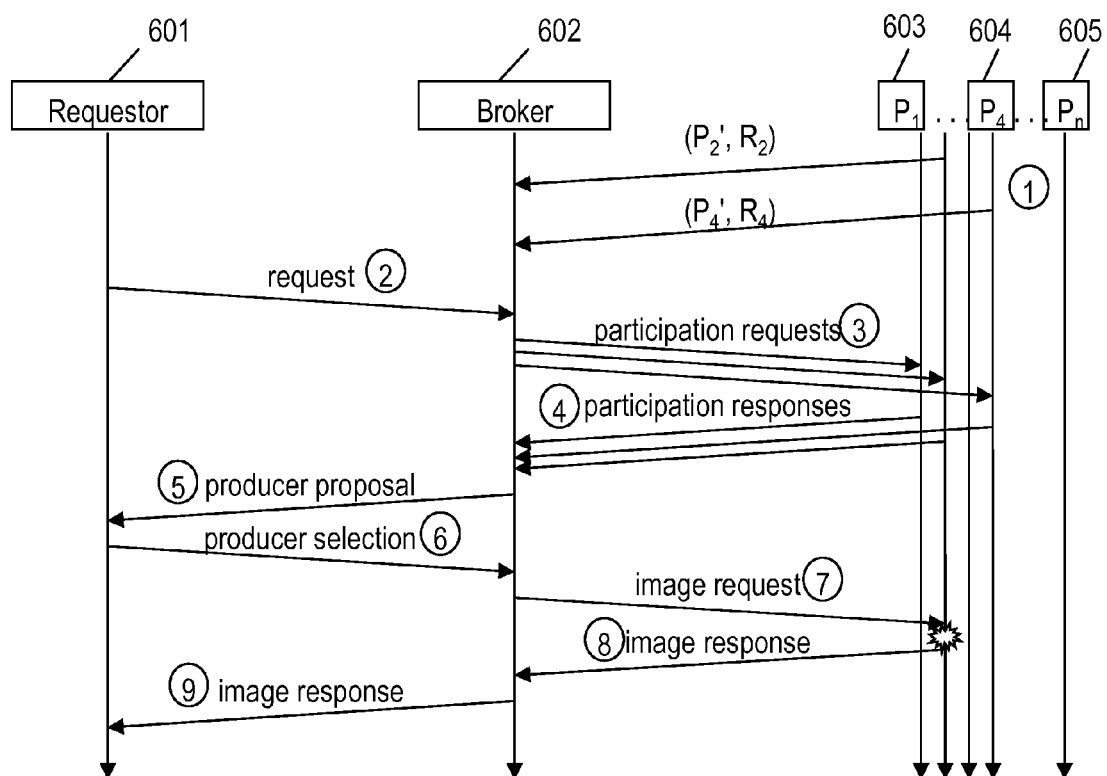 601
602
603
604
605
Requestor
Broker
P₁ . . . P₄ . . . . Pₙ
(P₂', R₂)
1
(P₄', R₄)
request 2
participation requests 3
4 participation responses
5 producer proposal
producer selection 6
image request 7
8 image response
9 image response